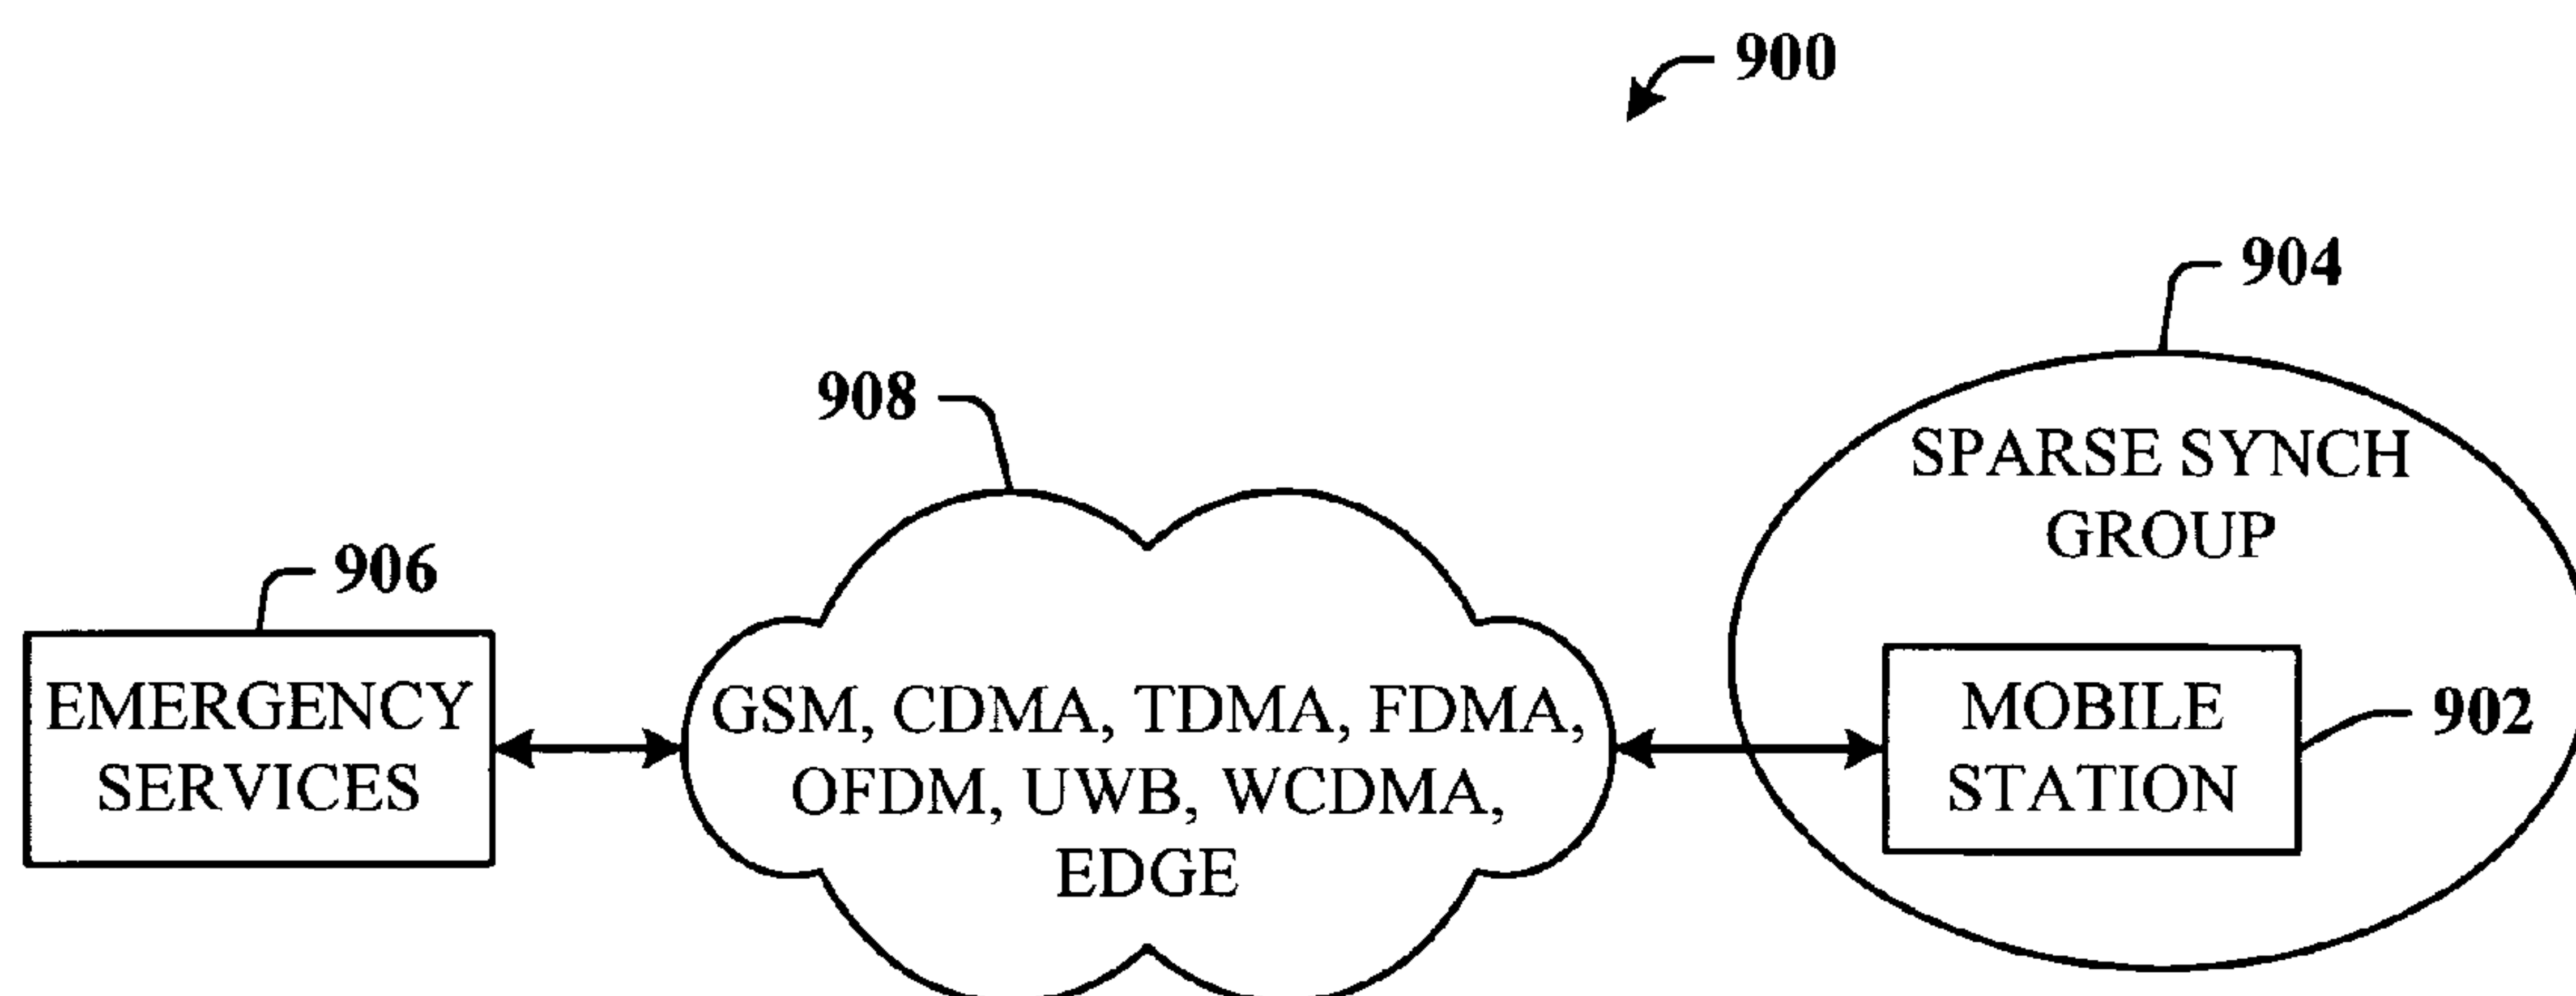 900
904
SPARSE SYNCH
GROUP
908
906
EMERGENCY
SERVICES
GSM, CDMA, TDMA, FDMA,
OFDM, UWB, WCDMA,
EDGE
MOBILE
STATION
902